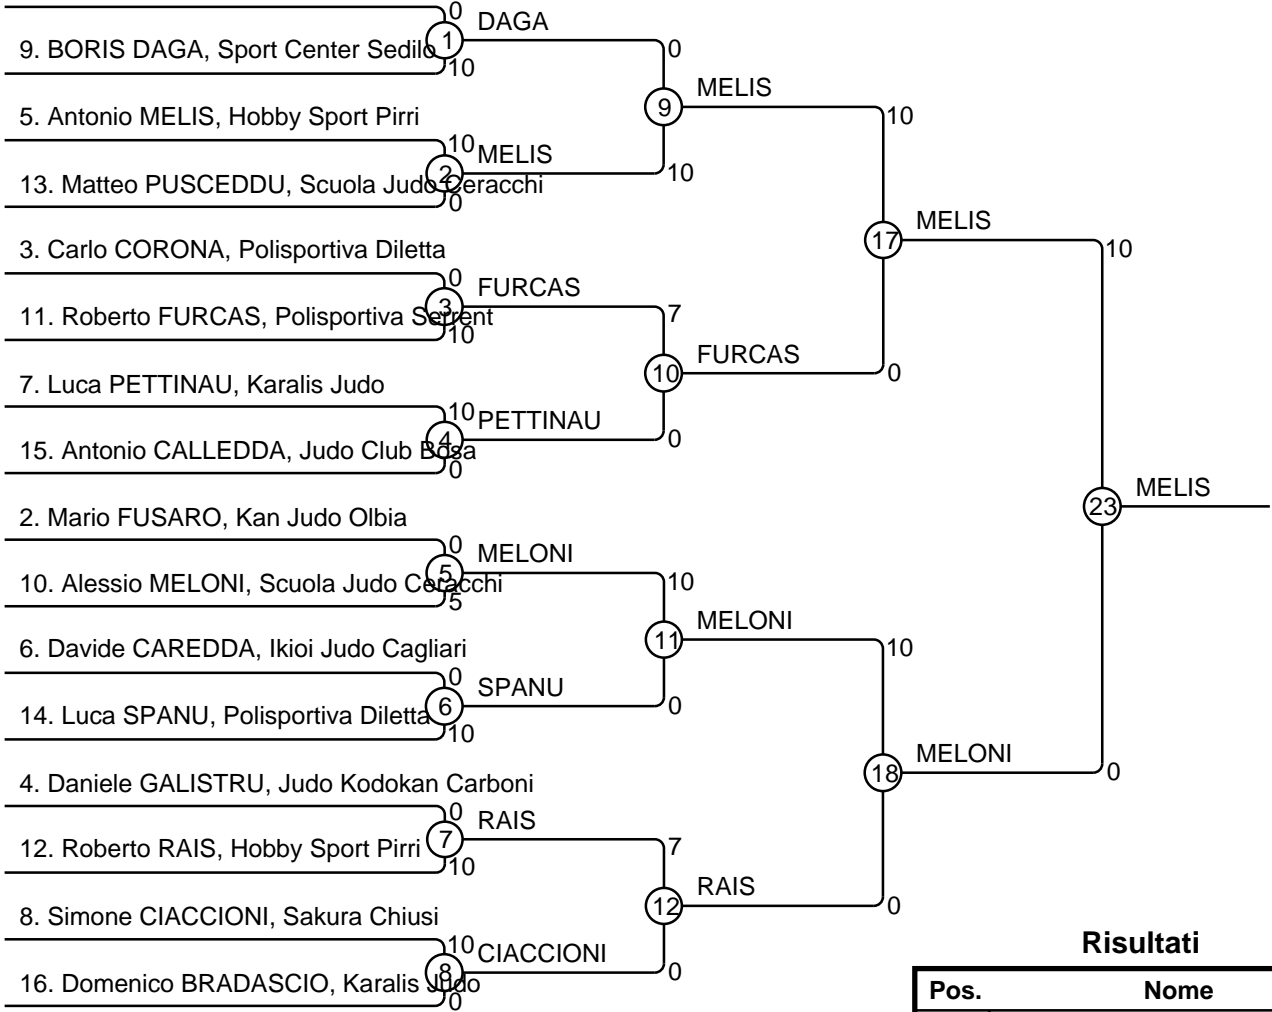 0
DAGA
1
9. BORIS DAGA, Sport Center Sedilo
10
0
MELIS
9
10
5. Antonio MELIS, Hobby Sport Pirri
10
MELIS
2
10
13. Matteo PUSCEDDU, Scuola Judo Ceracchi
0
MELIS
17
10
3. Carlo CORONA, Polisportiva Diletta
0
FURCAS
3
7
11. Roberto FURCAS, Polisportiva Serrent
10
FURCAS
10
0
7. Luca PETTINAU, Karalis Judo
10
PETTINAU
4
0
15. Antonio CALLEDDA, Judo Club Bosa
0
MELIS
23
2. Mario FUSARO, Kan Judo Olbia
0
MELONI
5
10
10. Alessio MELONI, Scuola Judo Ceracchi
5
MELONI
11
10
6. Davide CAREDDA, Ikioi Judo Cagliari
0
SPANU
6
0
14. Luca SPANU, Polisportiva Diletta
10
MELONI
18
0
4. Daniele GALISTRU, Judo Kodokan Carboni
0
RAIS
7
7
12. Roberto RAIS, Hobby Sport Pirri
10
RAIS
12
0
8. Simone CIACCIONI, Sakura Chiusi
10
CIACCIONI
8
0
16. Domenico BRADASCIO, Karalis Judo
0
Risultati
Pos. Nome